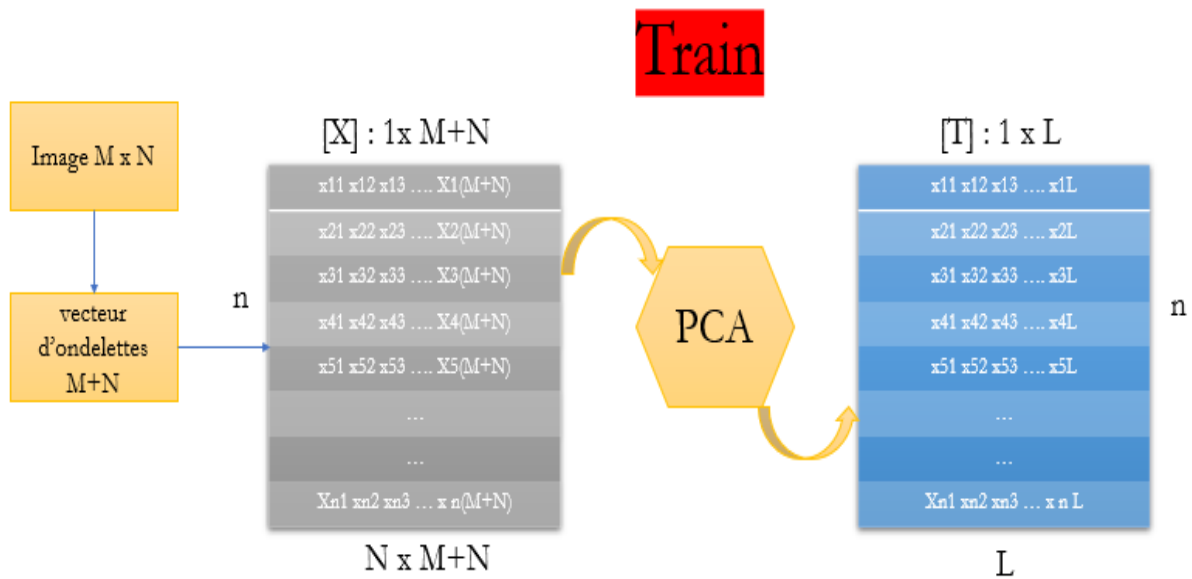 Train
Image M x N
vecteur
d'ondelettes
M+N
n
[X] : 1x M+N
x11 x12 x13 .... X1(M+N)
x21 x22 x23 .... X2(M+N)
x31 x32 x33 .... X3(M+N)
x41 x42 x43 .... X4(M+N)
x51 x52 x53 .... X5(M+N)
...
...
Xn1 xn2 xn3 ... x n(M+N)
N x M+N
PCA
[T] : 1 x L
x11 x12 x13 .... x1L
x21 x22 x23 .... x2L
x31 x32 x33 .... x3L
x41 x42 x43 .... x4L
x51 x52 x53 .... x5L
...
...
Xn1 xn2 xn3 ... x n L
n
L